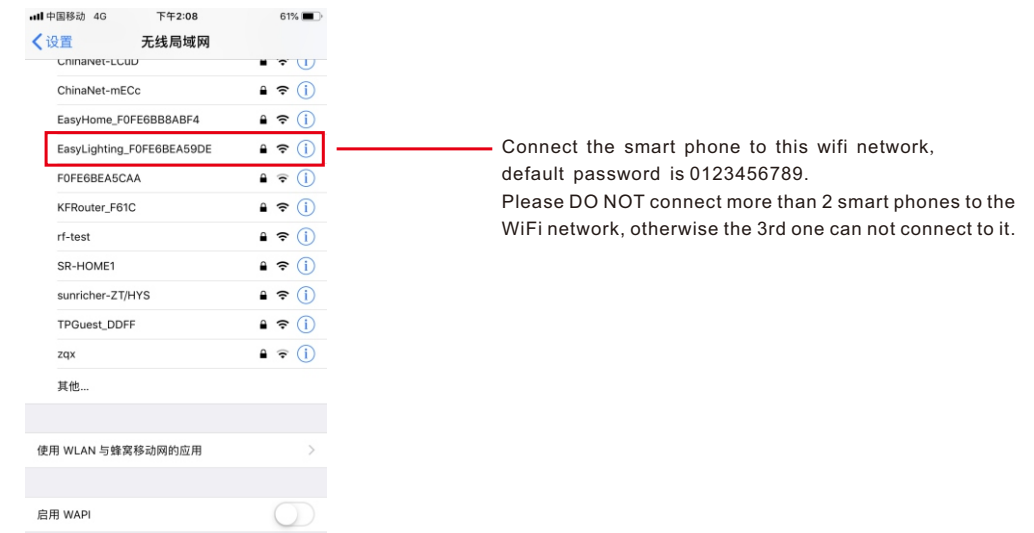 中国移动 4G 下午2:08 61%
设置 无线局域网
ChinaNet-LCuD
ChinaNet-mECc
EasyHome_F0FE6BB8ABF4
EasyLighting_F0FE6BEA59DE
F0FE6BEA5CAA
KFRouter_F61C
rf-test
SR-HOME1
sunricher-ZT/HYS
TPGuest_DDFF
zqx
其他...
使用 WLAN 与蜂窝移动网的应用
启用 WAPI
Connect the smart phone to this wifi network,
default password is 0123456789.
Please DO NOT connect more than 2 smart phones to the
WiFi network, otherwise the 3rd one can not connect to it.